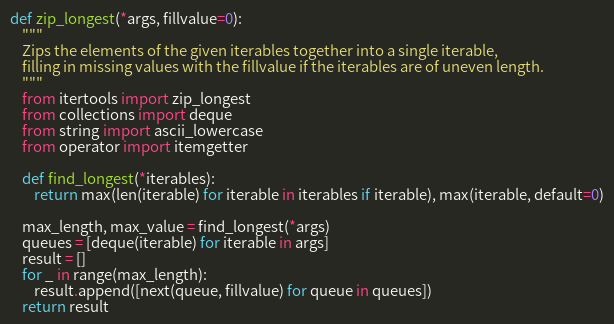 def zip_longest(*args, fillvalue=0):
"""
Zips the elements of the given iterables together into a single iterable,
filling in missing values with the fillvalue if the iterables are of uneven length.
"""
from itertools import zip_longest
from collections import deque
from string import ascii_lowercase
from operator import itemgetter
def find_longest(*iterables):
return max(len(iterable) for iterable in iterables if iterable), max(iterable, default=0)
max_length, max_value = find_longest(*args)
queues = [deque(iterable) for iterable in args]
result = []
for _ in range(max_length):
result.append([next(queue, fillvalue) for queue in queues])
return result